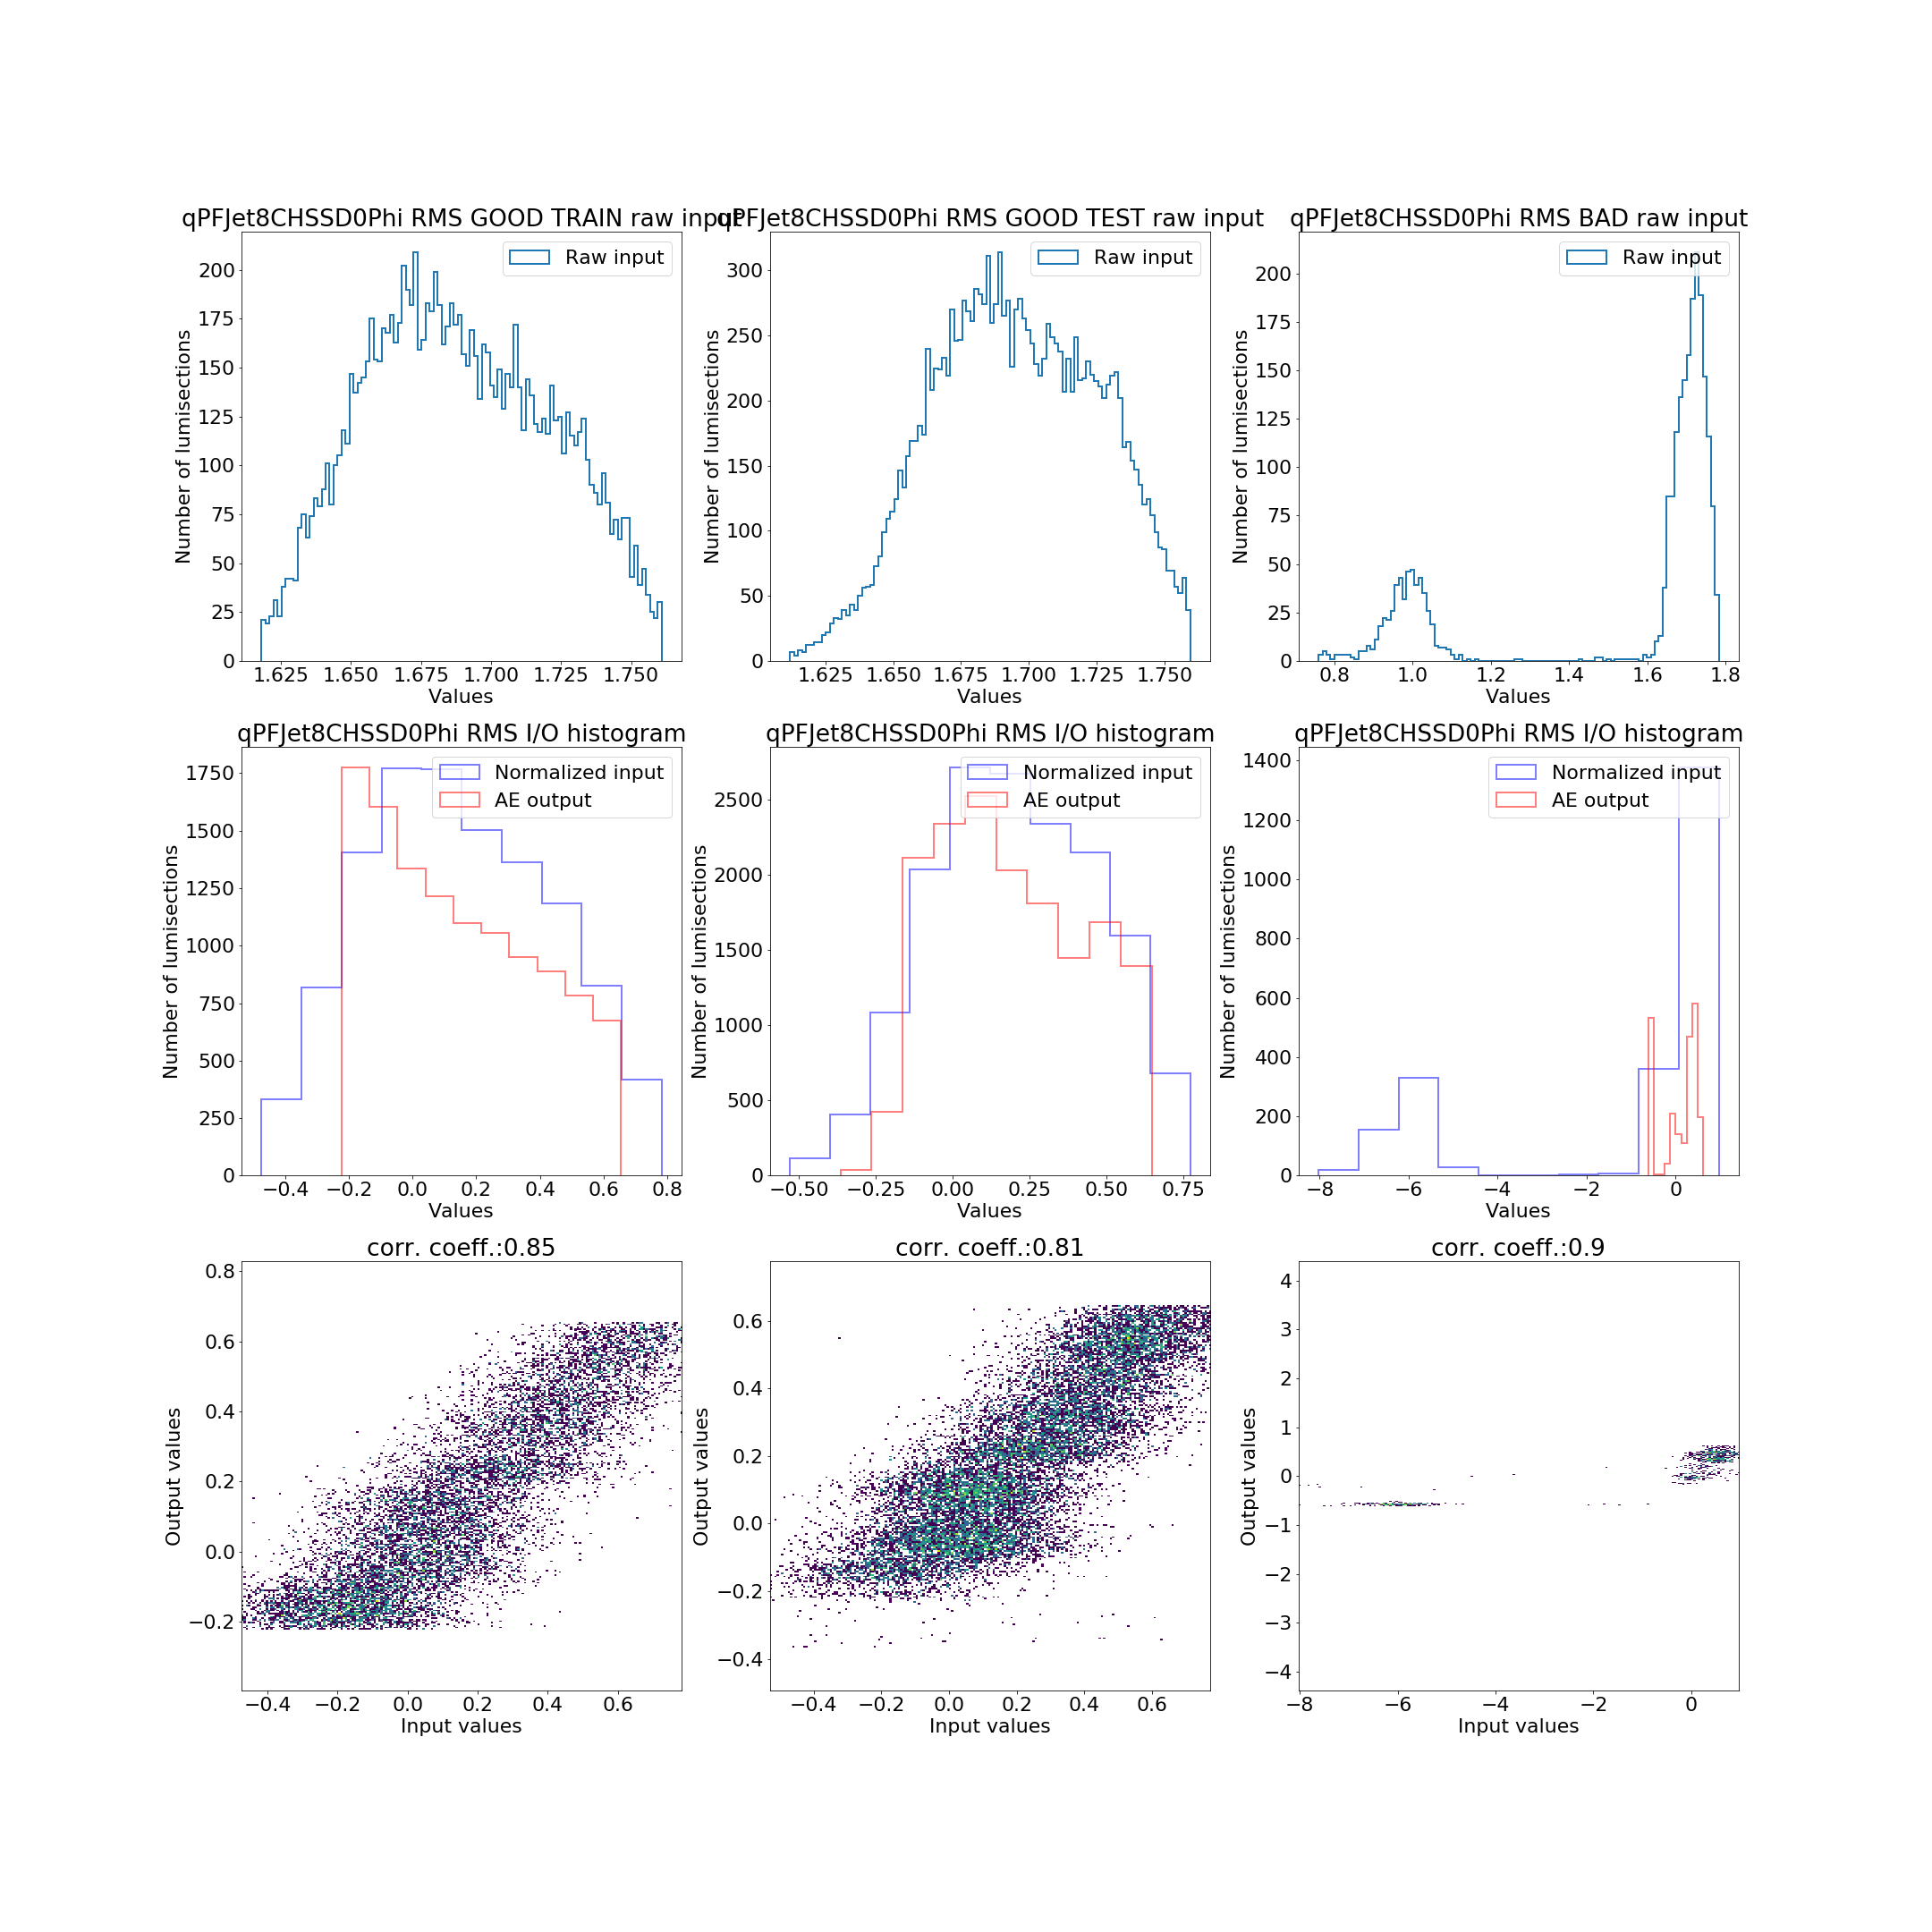 qPFJet8CHSSD0Phi RMS GOOD TRAIN raw input
qPFJet8CHSSD0Phi RMS GOOD TEST raw input
qPFJet8CHSSD0Phi RMS BAD raw input
Raw input
Raw input
Raw input
Number of lumisections
0
25
50
75
100
125
150
175
200
1.625 1.650 1.675 1.700 1.725 1.750
Values
Number of lumisections
0
50
100
150
200
250
300
1.625 1.650 1.675 1.700 1.725 1.750
Values
Number of lumisections
0
25
50
75
100
125
150
175
200
0.8 1.0 1.2 1.4 1.6 1.8
Values
qPFJet8CHSSD0Phi RMS I/O histogram
Normalized input
AE output
Number of lumisections
0
250
500
750
1000
1250
1500
1750
−0.4 −0.2 0.0 0.2 0.4 0.6 0.8
Values
qPFJet8CHSSD0Phi RMS I/O histogram
Normalized input
AE output
Number of lumisections
0
500
1000
1500
2000
2500
−0.50 −0.25 0.00 0.25 0.50 0.75
Values
qPFJet8CHSSD0Phi RMS I/O histogram
Normalized input
AE output
Number of lumisections
0
200
400
600
800
1000
1200
1400
−8 −6 −4 −2 0
Values
corr. coeff.:0.85
Output values
0.8
0.6
0.4
0.2
0.0
−0.2
−0.4 −0.2 0.0 0.2 0.4 0.6
Input values
corr. coeff.:0.81
Output values
0.6
0.4
0.2
0.0
−0.2
−0.4
−0.4 −0.2 0.0 0.2 0.4 0.6
Input values
corr. coeff.:0.9
Output values
4
3
2
1
0
−1
−2
−3
−4
−8 −6 −4 −2 0
Input values